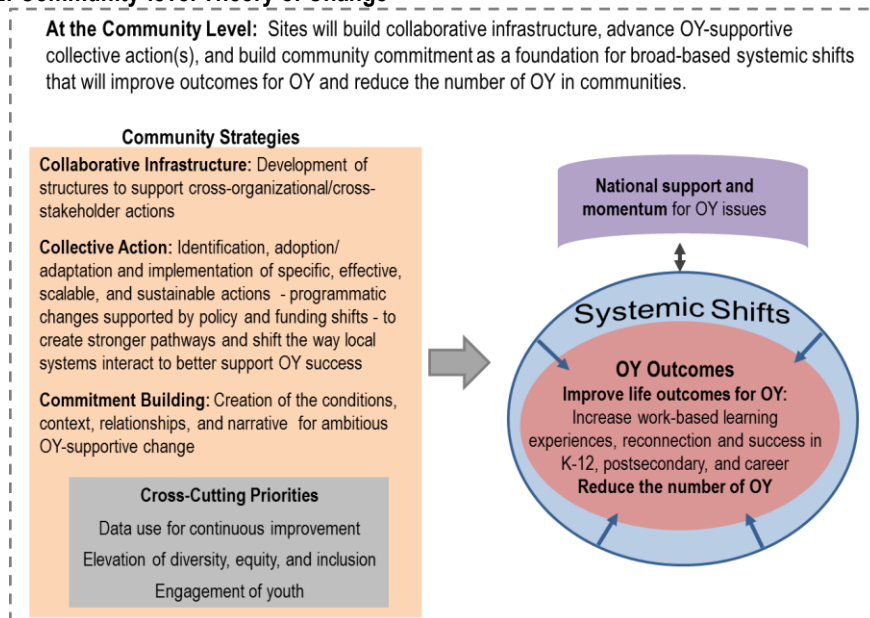 At the Community Level: Sites will build collaborative infrastructure, advance OY-supportive
collective action(s), and build community commitment as a foundation for broad-based systemic shifts
that will improve outcomes for OY and reduce the number of OY in communities.
Community Strategies
Collaborative Infrastructure: Development of
structures to support cross-organizational/cross-
stakeholder actions
Collective Action: Identification, adoption/
adaptation and implementation of specific, effective,
scalable, and sustainable actions - programmatic
changes supported by policy and funding shifts - to
create stronger pathways and shift the way local
systems interact to better support OY success
Commitment Building: Creation of the conditions,
context, relationships, and narrative for ambitious
OY-supportive change
Cross-Cutting Priorities
Data use for continuous improvement
Elevation of diversity, equity, and inclusion
Engagement of youth
National support and
momentum for OY issues
Systemic Shifts
OY Outcomes
Improve life outcomes for OY:
Increase work-based learning
experiences, reconnection and success in
K-12, postsecondary, and career
Reduce the number of OY